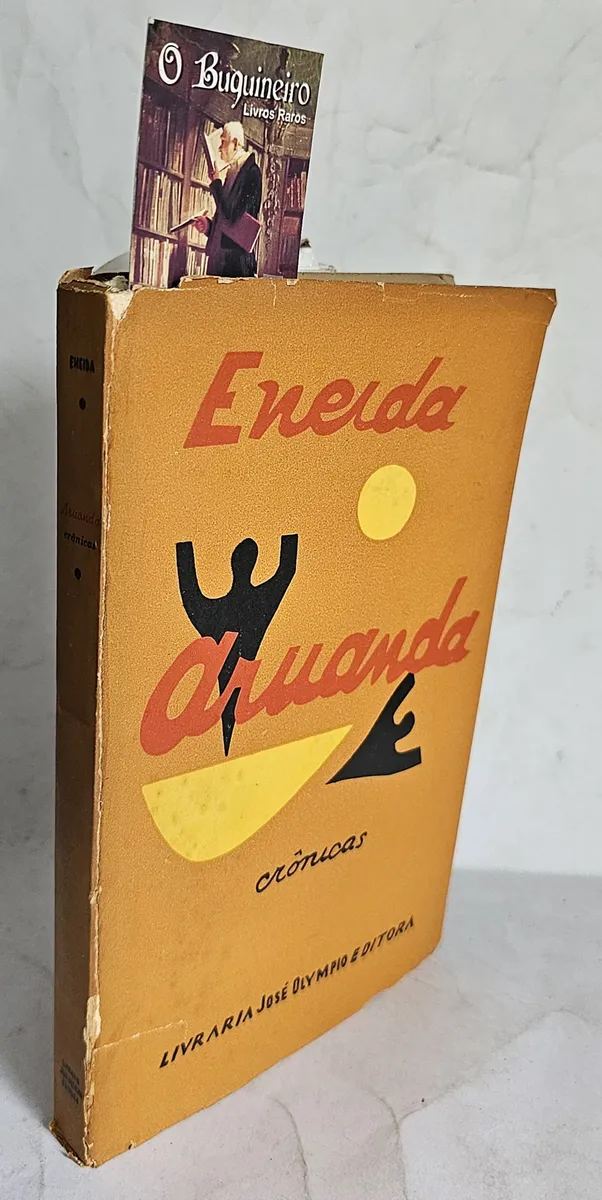 O Buquineiro
Livros Raros
ENEIDA
Aruanda
crônicas
Eneida
Aruanda
crônicas
LIVRARIA JOSÉ OLYMPIO EDITORA